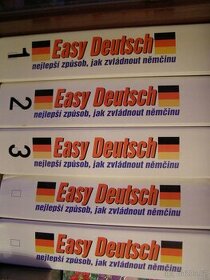 1 Easy Deutsch
nejlepší způsob, jak zvládnout němčinu
2 Easy Deutsch
nejlepší způsob, jak zvládnout němčinu
3 Easy Deutsch
nejlepší způsob, jak zvládnout němčinu
Easy Deutsch
nejlepší způsob, jak zvládnout němčinu
Easy Deutsch
nejlepší způsob, jak zvládnout němčinu